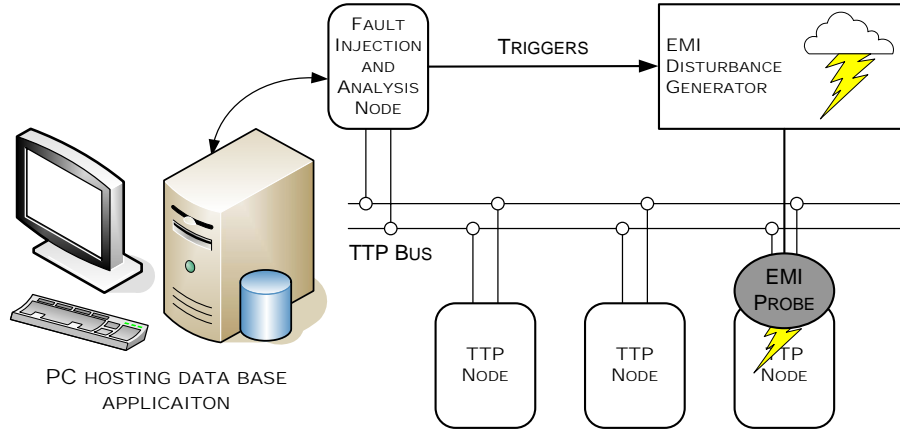 FAULT
INJECTION
AND
ANALYSIS
NODE
TRIGGERS
EMI
DISTURBANCE
GENERATOR
TTP BUS
EMI
PROBE
TTP
NODE
TTP
NODE
TTP
NODE
PC HOSTING DATA BASE
APPLICAITON